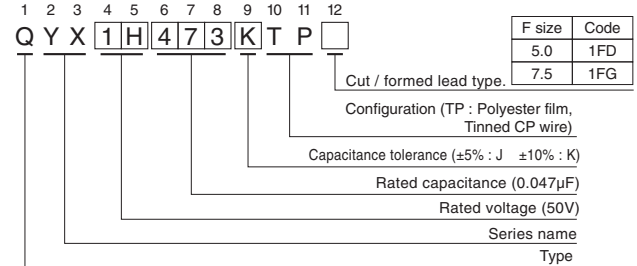 1 2 3 4 5 6 7 8 9 10 11 12
Q Y X 1 H 4 7 3 K T P
F size Code
5.0 1FD
7.5 1FG
Cut / formed lead type.
Configuration (TP : Polyester film,
Tinned CP wire)
Capacitance tolerance (±5% : J ±10% : K)
Rated capacitance (0.047μF)
Rated voltage (50V)
Series name
Type